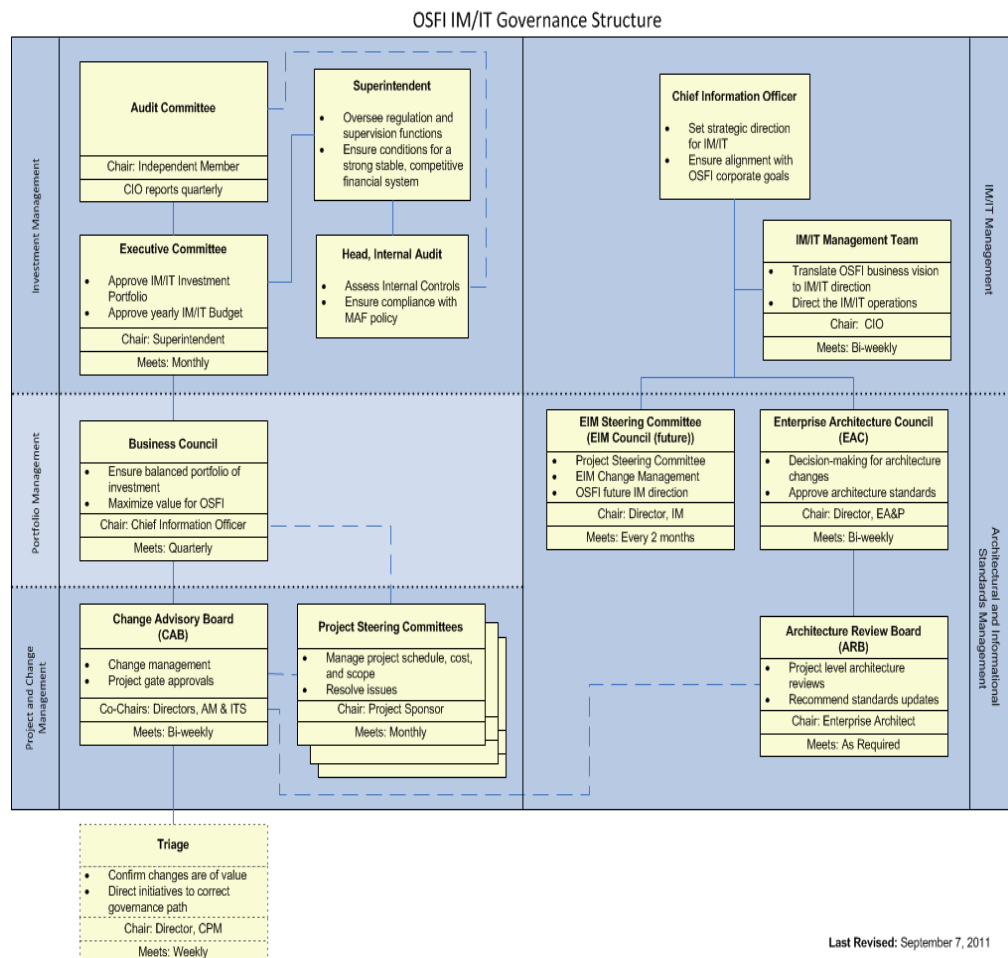 OSFI IM/IT Governance Structure
Investment Management
Audit Committee
Chair: Independent Member
CIO reports quarterly
Superintendent
• Oversee regulation and
supervision functions
• Ensure conditions for a
strong stable, competitive
financial system
Executive Committee
• Approve IM/IT Investment
Portfolio
• Approve yearly IM/IT Budget
Chair: Superintendent
Meets: Monthly
Head, Internal Audit
• Assess Internal Controls
• Ensure compliance with
MAF policy
Chief Information Officer
• Set strategic direction
for IM/IT
• Ensure alignment with
OSFI corporate goals
IM/IT Management Team
• Translate OSFI business vision
to IM/IT direction
• Direct the IM/IT operations
Chair: CIO
Meets: Bi-weekly
IM/IT Management
Portfolio Management
Business Council
• Ensure balanced portfolio of
investment
• Maximize value for OSFI
Chair: Chief Information Officer
Meets: Quarterly
EIM Steering Committee
(EIM Council (future))
• Project Steering Committee
• EIM Change Management
• OSFI future IM direction
Chair: Director, IM
Meets: Every 2 months
Enterprise Architecture Council
(EAC)
• Decision-making for architecture
changes
• Approve architecture standards
Chair: Director, EA&P
Meets: Bi-weekly
Architectural and Informational
Standards Management
Project and Change
Management
Change Advisory Board
(CAB)
• Change management
• Project gate approvals
Co-Chairs: Directors, AM & ITS
Meets: Bi-weekly
Project Steering Committees
• Manage project schedule, cost,
and scope
• Resolve issues
Chair: Project Sponsor
Meets: Monthly
Architecture Review Board
(ARB)
• Project level architecture
reviews
• Recommend standards updates
Chair: Enterprise Architect
Meets: As Required
Triage
• Confirm changes are of value
• Direct initiatives to correct
governance path
Chair: Director, CPM
Meets: Weekly
Last Revised: September 7, 2011